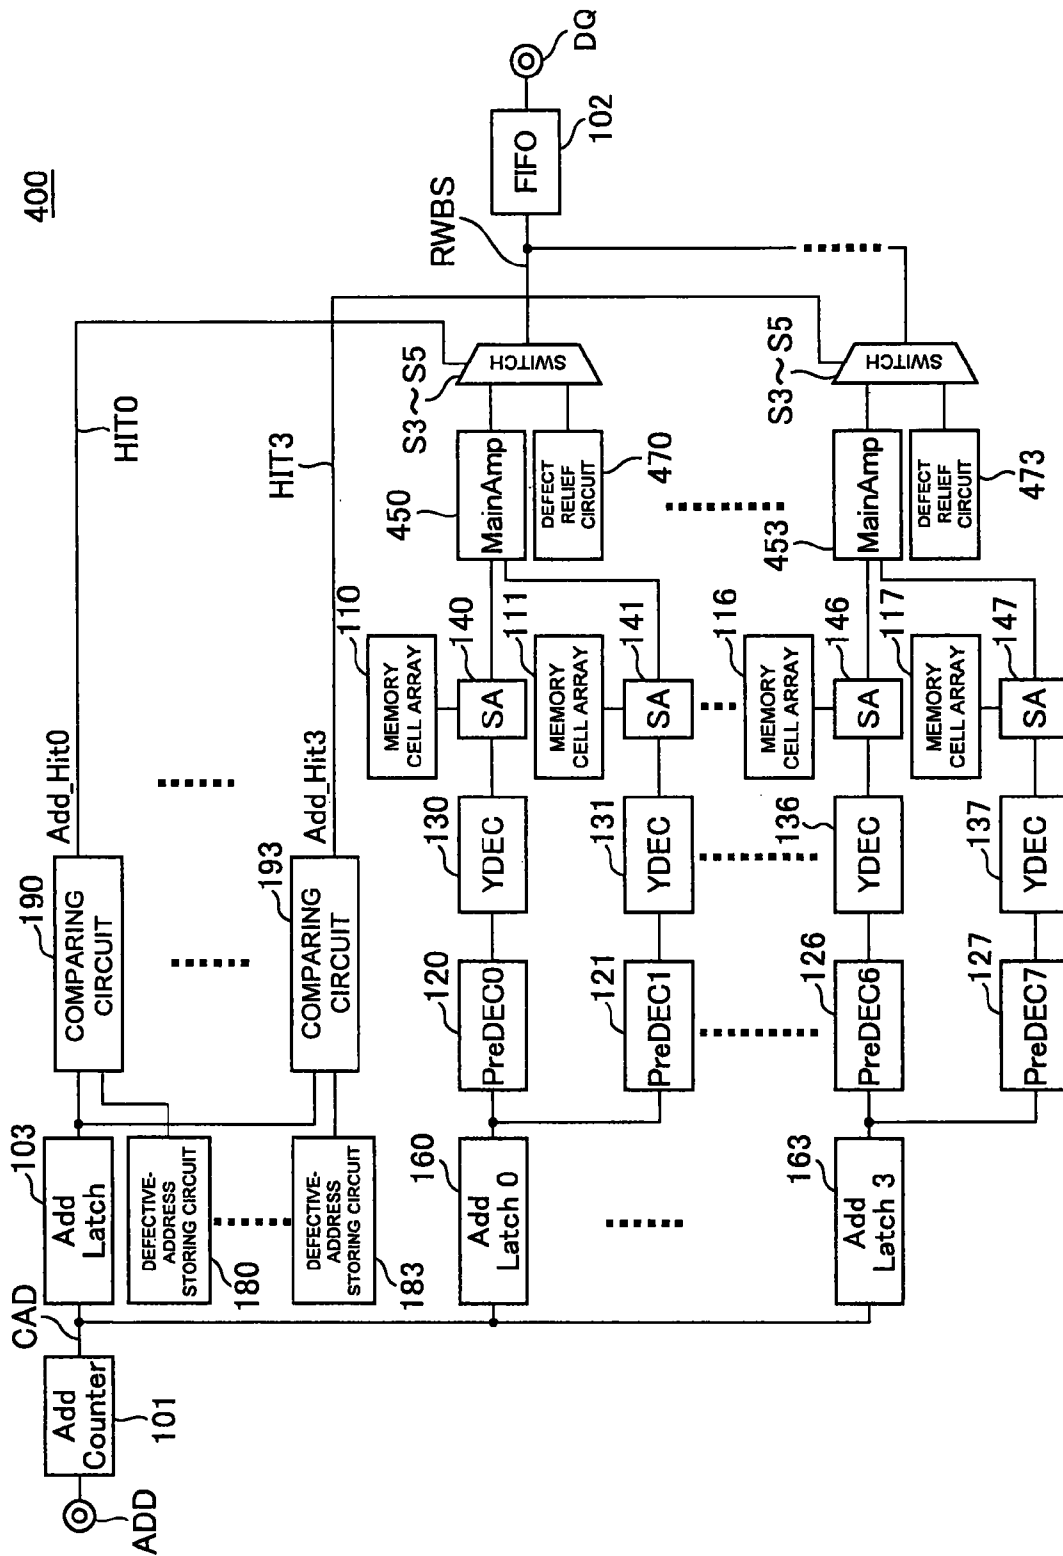 400
ADD
Add
Counter
101
CAD
Add
Latch
103
DEFECTIVE-
ADDRESS
STORING CIRCUIT
180
DEFECTIVE-
ADDRESS
STORING CIRCUIT
183
COMPARING
CIRCUIT
190
COMPARING
CIRCUIT
193
Add_Hit0
HIT0
Add_Hit3
HIT3
Add
Latch 0
160
PreDEC0
120
YDEC
130
MEMORY
CELL ARRAY
110
SA
140
PreDEC1
121
YDEC
131
MEMORY
CELL ARRAY
111
SA
141
MainAmp
450
DEFECT
RELIEF
CIRCUIT
470
SWITCH
S3~S5
RWBS
FIFO
102
DQ
Add
Latch 3
163
PreDEC6
126
YDEC
136
MEMORY
CELL ARRAY
116
SA
146
PreDEC7
127
YDEC
137
MEMORY
CELL ARRAY
117
SA
147
MainAmp
453
DEFECT
RELIEF
CIRCUIT
473
SWITCH
S3~S5